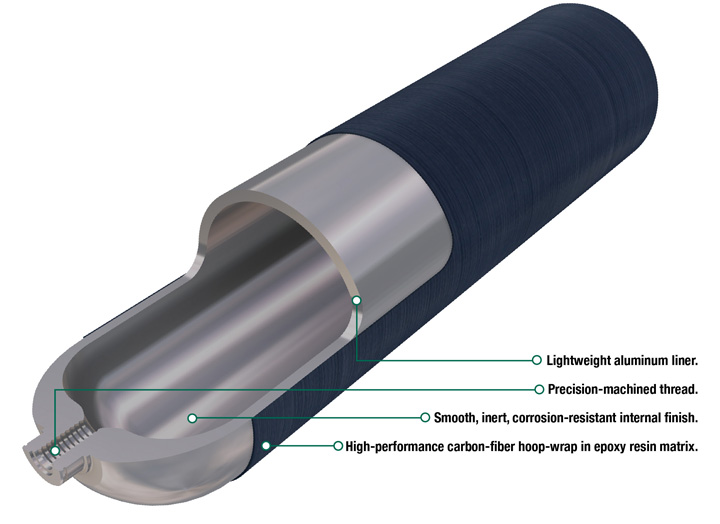 Lightweight aluminum liner.
Precision-machined thread.
Smooth, inert, corrosion-resistant internal finish.
High-performance carbon-fiber hoop-wrap in epoxy resin matrix.